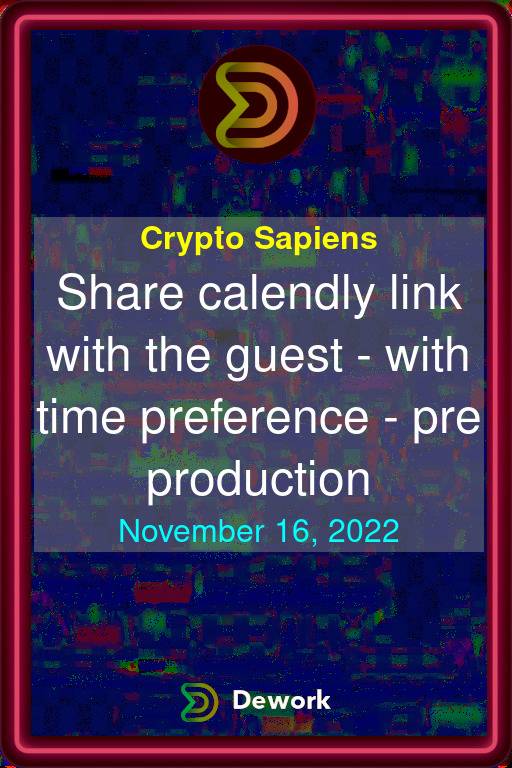 Crypto Sapiens
Share calendly link
with the guest - with
time preference - pre
production
November 16, 2022
Dework